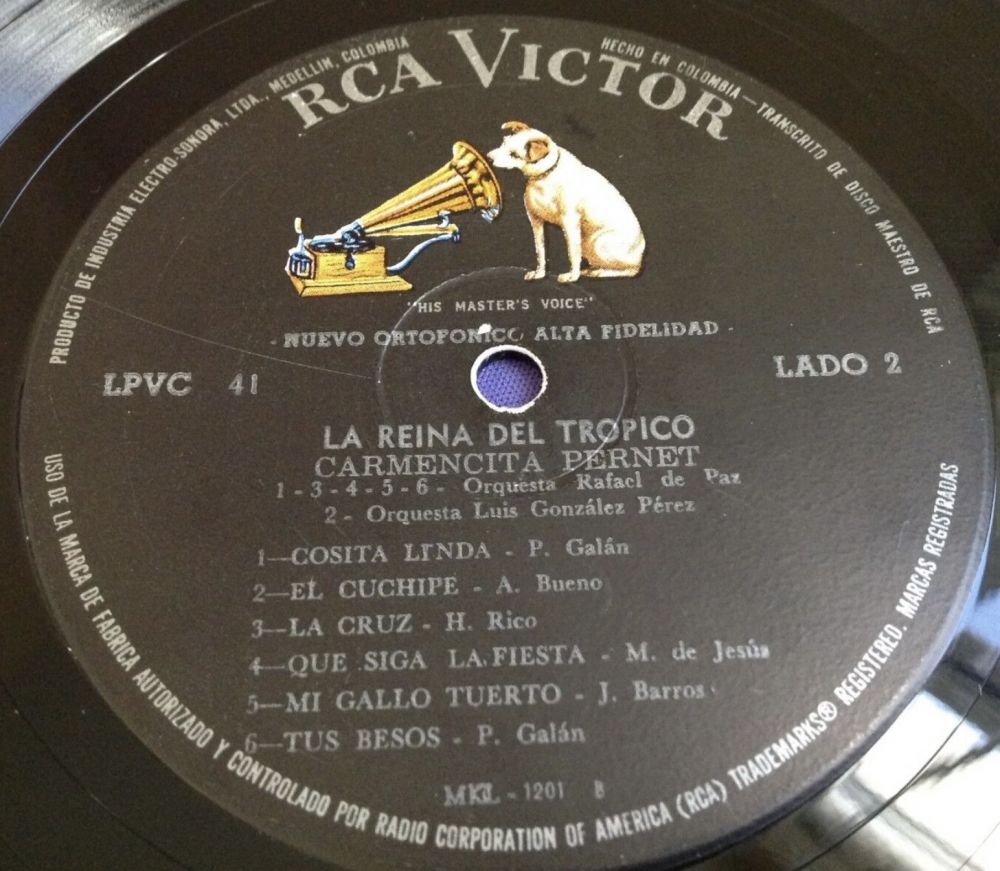 PRODUCTO DE INDUSTRIA ELECTRO-SONORA, LTDA., MEDELLIN, COLOMBIA
HECHO EN COLOMBIA—TRANSCRITO DE DISCO MAESTRO DE RCA
RCA VICTOR
"HIS MASTER'S VOICE"
- NUEVO ORTOFONICO ALTA FIDELIDAD -
LPVC 41
LADO 2
LA REINA DEL TROPICO
CARMENCITA PERNET
1-3-4-5-6- Orquesta Rafael de Paz
2- Orquesta Luis González Pérez
1—COSITA LINDA - P. Galán
2—EL CUCHIPE - A. Bueno
3—LA CRUZ - H. Rico
4—QUE SIGA LA FIESTA - M. de Jesús
5—MI GALLO TUERTO - J. Barros
6—TUS BESOS - P. Galán
MKL - 1201 B
USO DE LA MARCA DE FABRICA AUTORIZADO Y CONTROLADO POR RADIO CORPORATION OF AMERICA (RCA) TRADEMARKS® REGISTERED. MARCAS REGISTRADAS